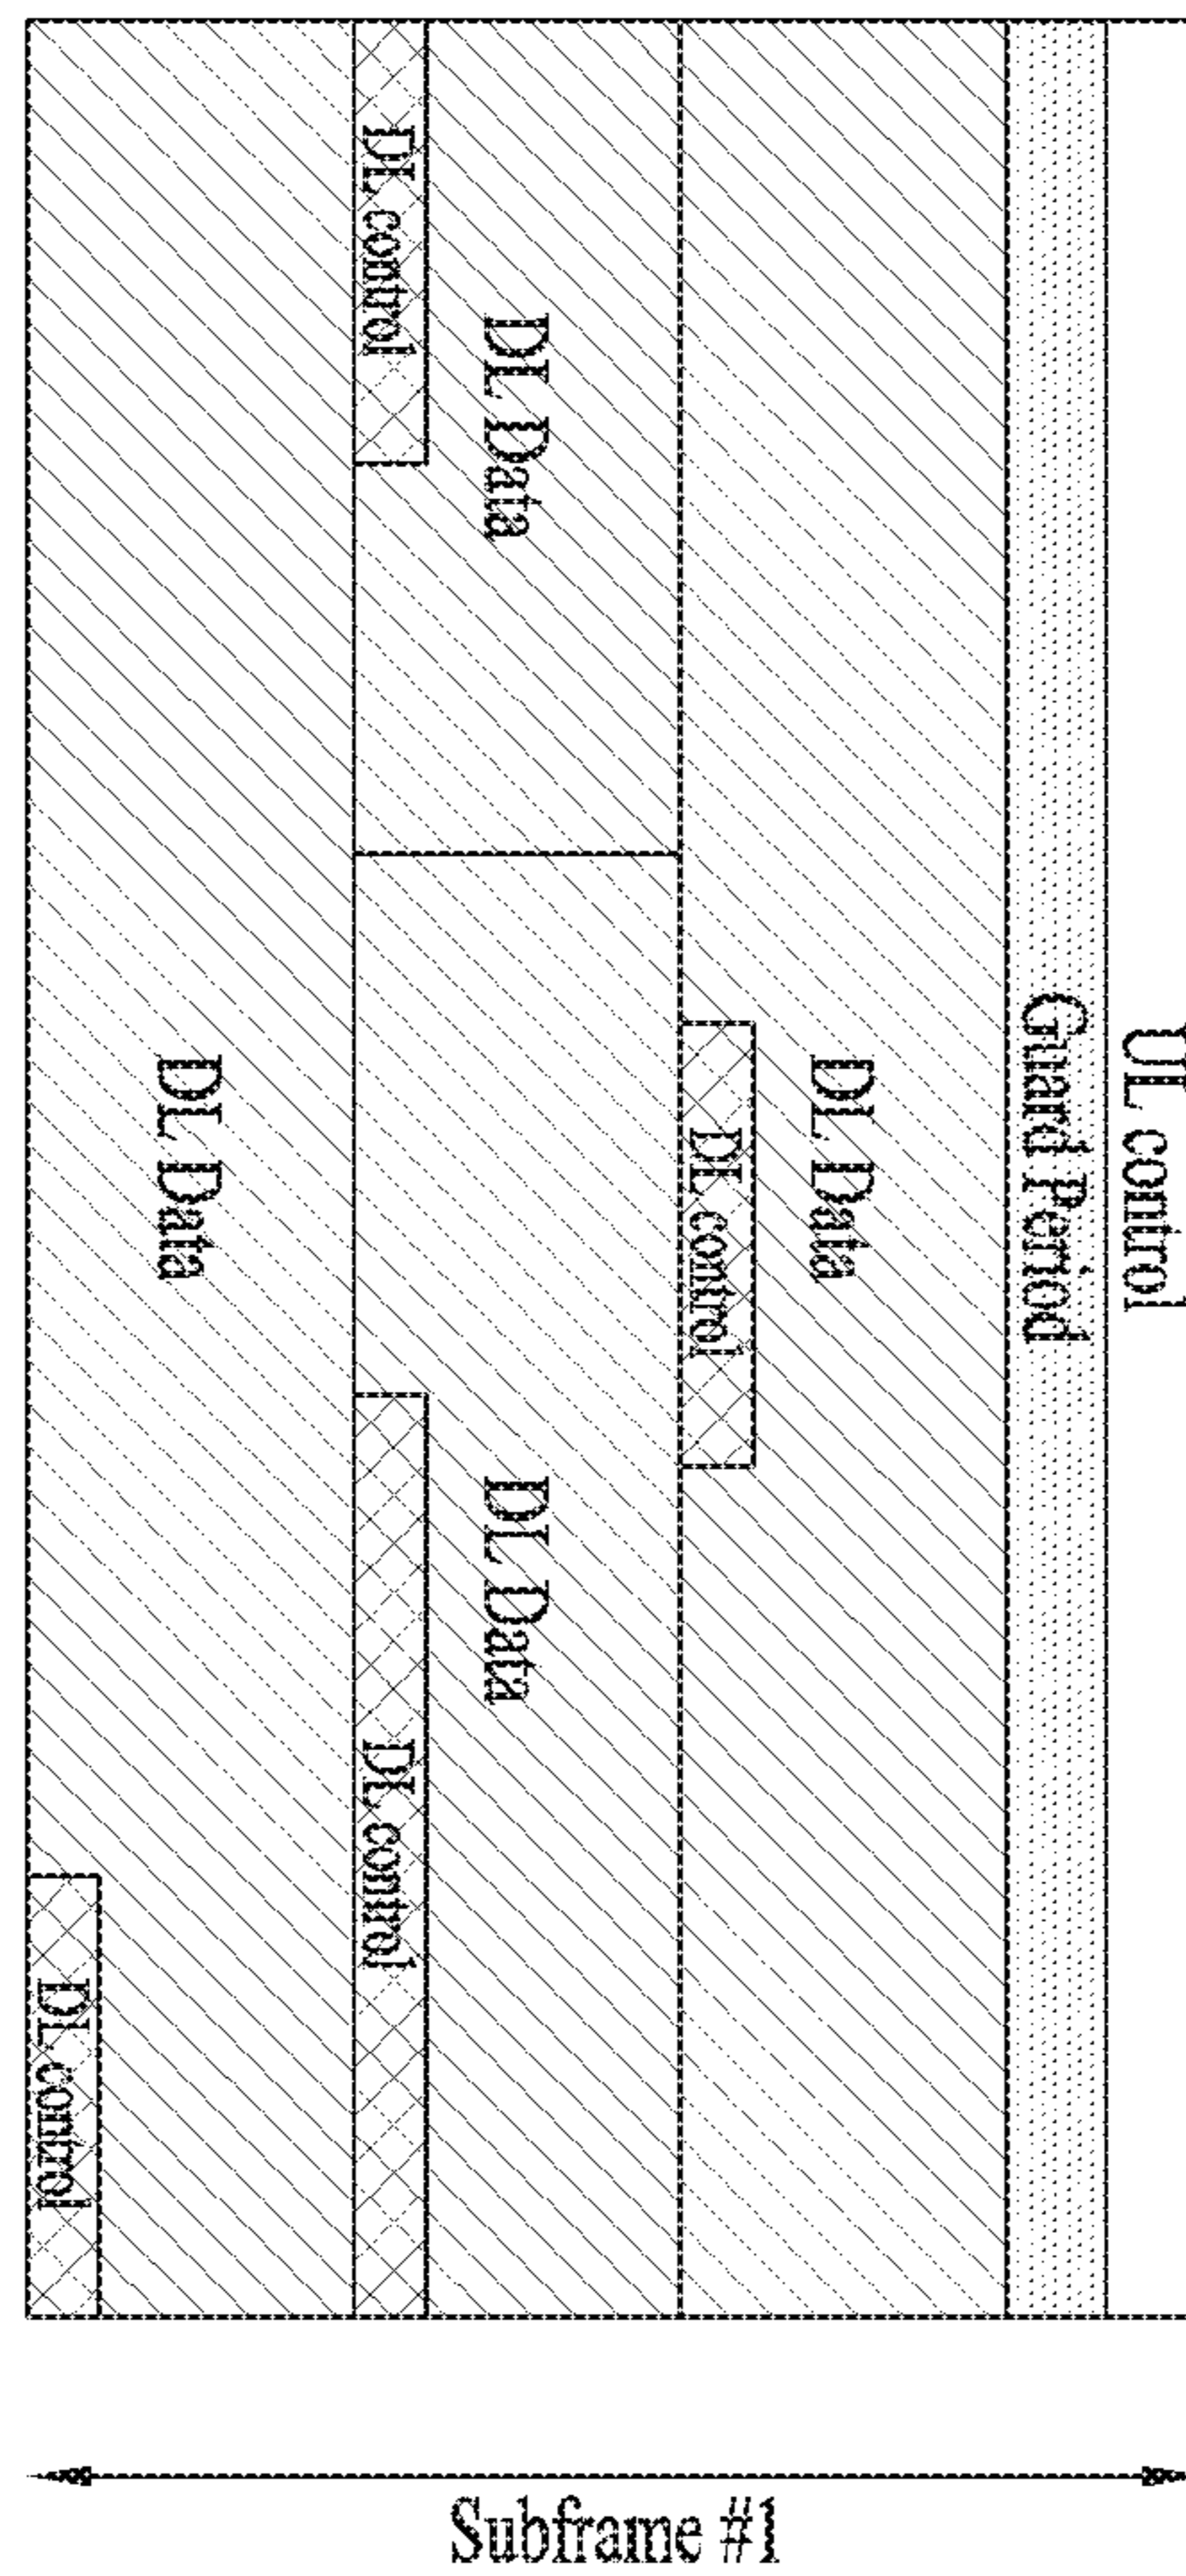 DL control
DL Data
DL Data
DL control
DL Data
Guard Period
UL control
DL Data
DL control
DL control
Subframe #1